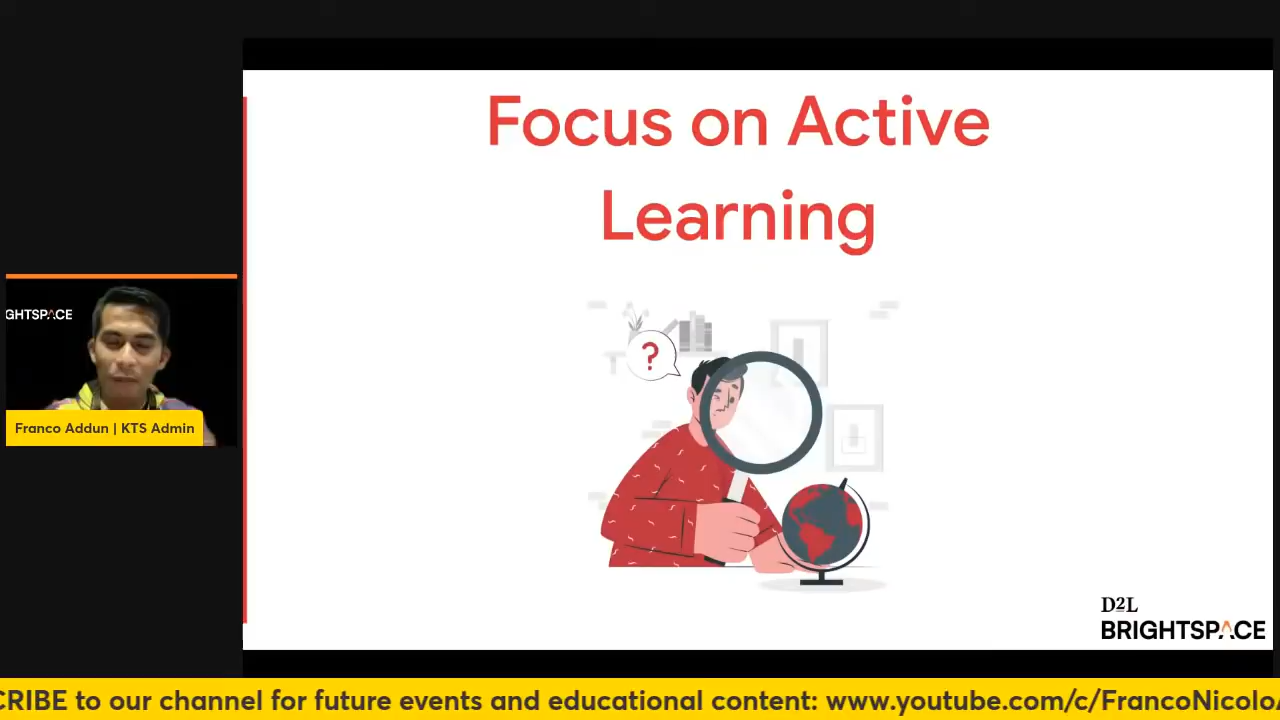 Focus on Active
Learning
?
GHTSPACE
Franco Addun | KTS Admin
D2L
BRIGHTSPACE
CRIBE to our channel for future events and educational content: www.youtube.com/c/FrancoNicolo